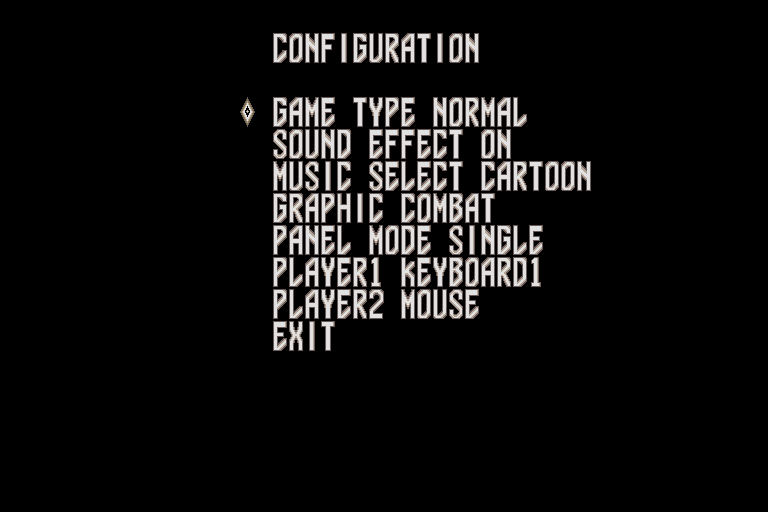 CONFIGURATION
GAME TYPE NORMAL
SOUND EFFECT ON
MUSIC SELECT CARTOON
GRAPHIC COMBAT
PANEL MODE SINGLE
PLAYER1 KEYBOARD1
PLAYER2 MOUSE
EXIT